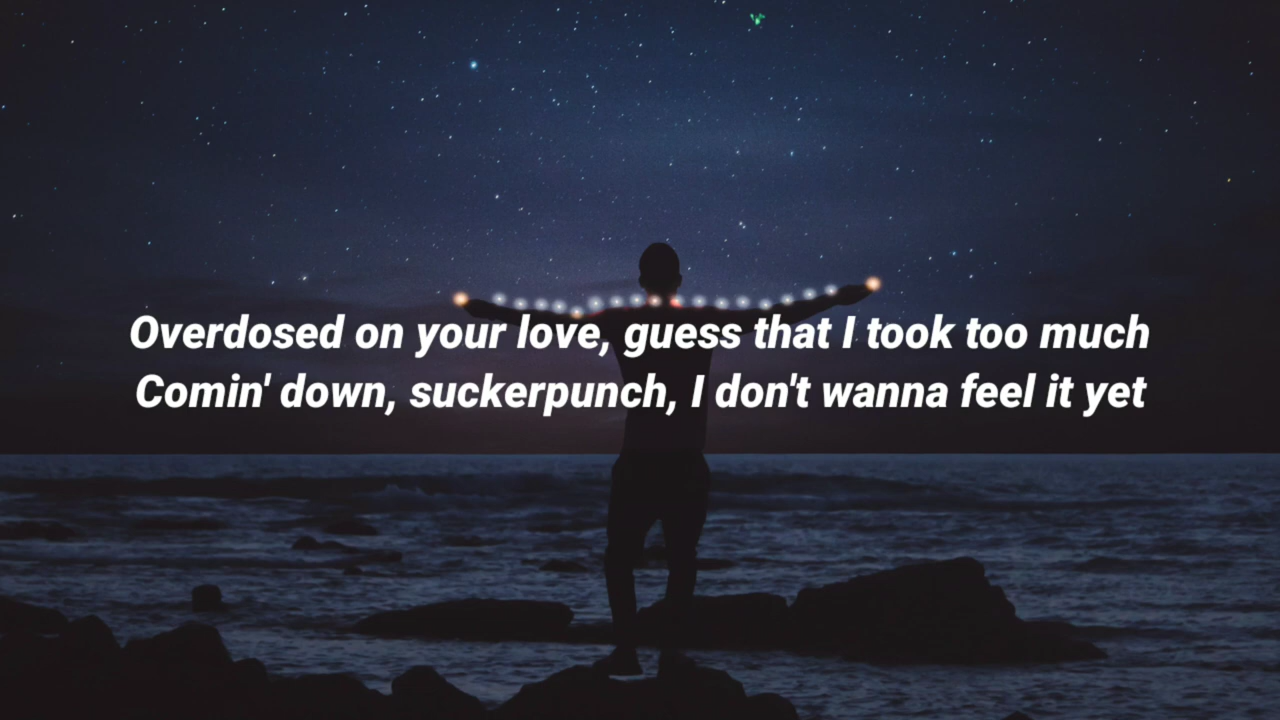 Overdosed on your love, guess that I took too much
Comin' down, suckerpunch, I don't wanna feel it yet